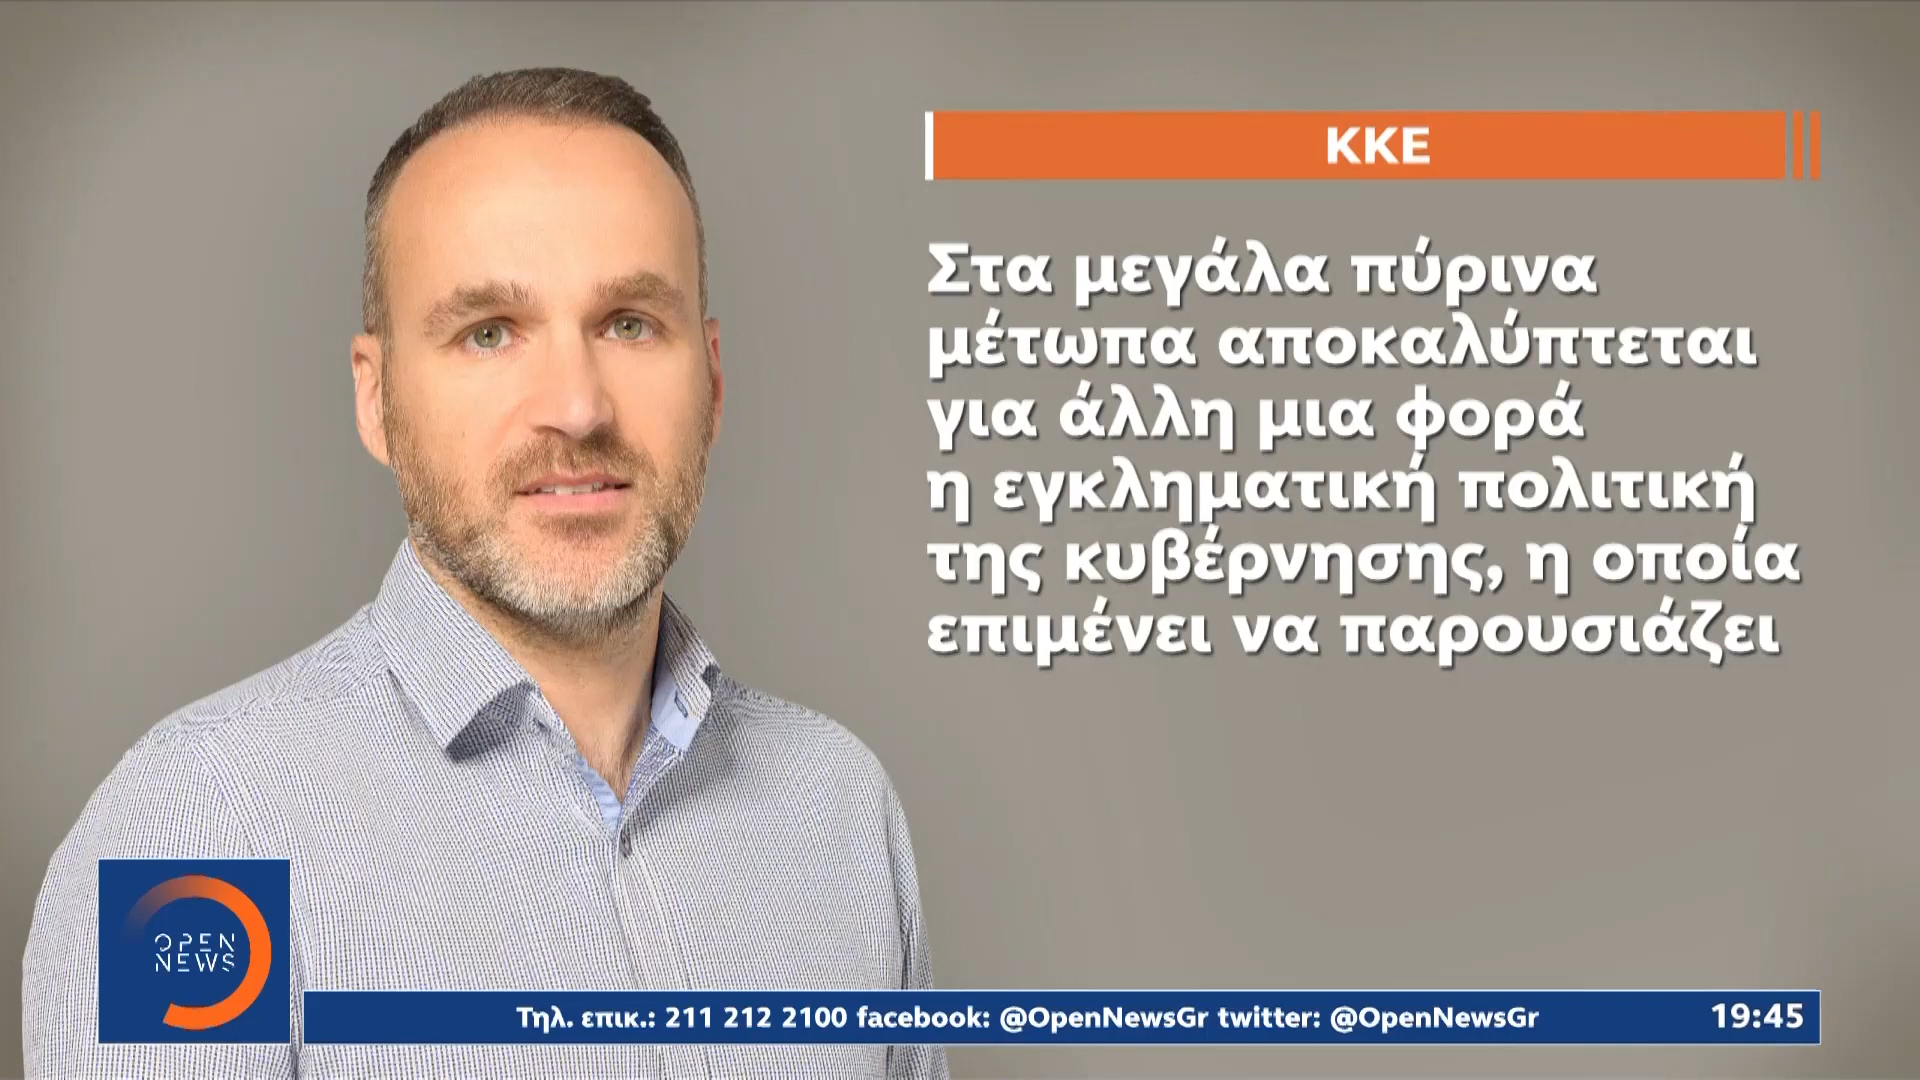 ΚΚΕ
Στα μεγάλα πύρινα
μέτωπα αποκαλύπτεται
για άλλη μια φορά
η εγκληματική πολιτική
της κυβέρνησης, η οποία
επιμένει να παρουσιάζει
OPEN
NEWS
Τηλ. επικ.: 211 212 2100 facebook: @OpenNewsGr twitter: @OpenNewsGr
19:45